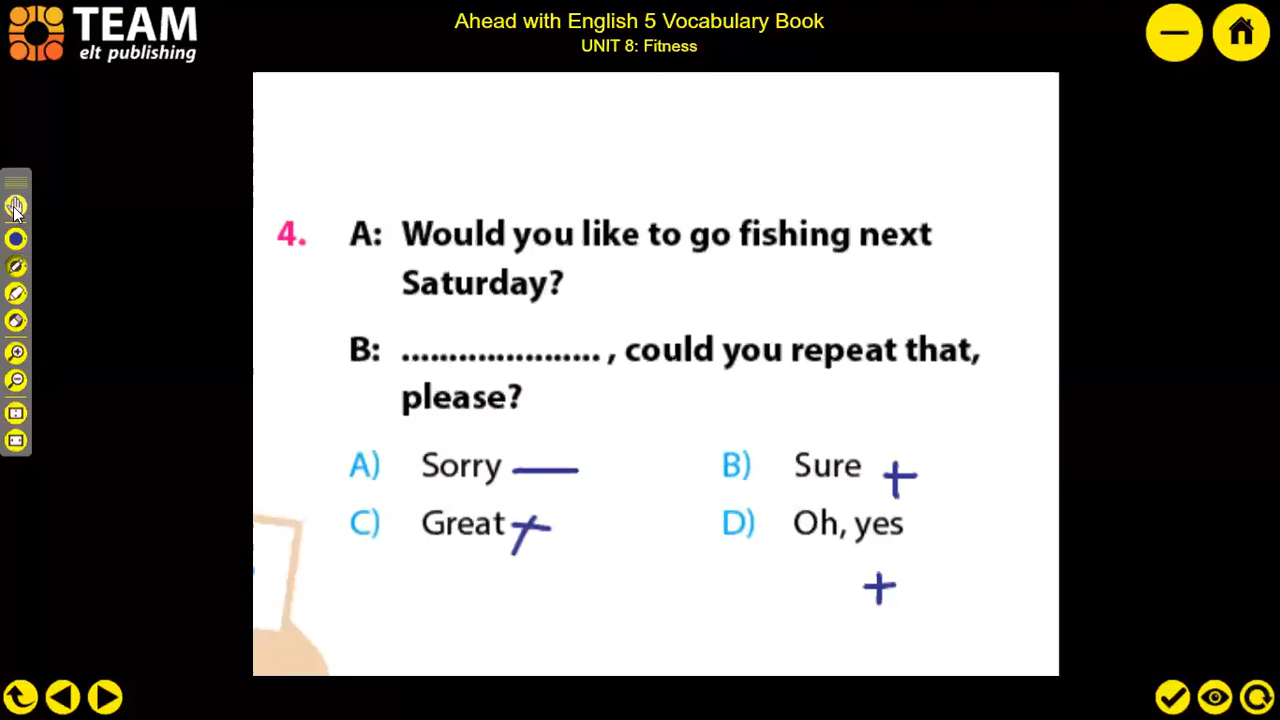 TEAM
elt publishing
Ahead with English 5 Vocabulary Book
UNIT 8: Fitness
4. A: Would you like to go fishing next
Saturday?
B: ..................... , could you repeat that,
please?
A) Sorry — B) Sure +
C) Great + D) Oh, yes
+